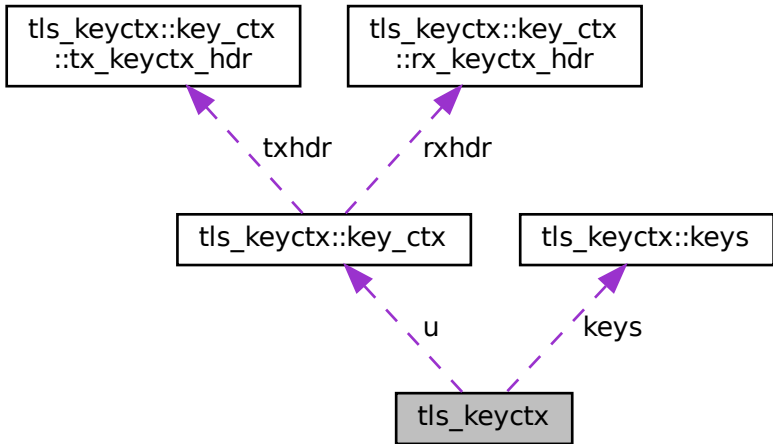 tls_keyctx::key_ctx
::tx_keyctx_hdr
tls_keyctx::key_ctx
::rx_keyctx_hdr
txhdr
rxhdr
tls_keyctx::key_ctx
tls_keyctx::keys
u
keys
tls_keyctx